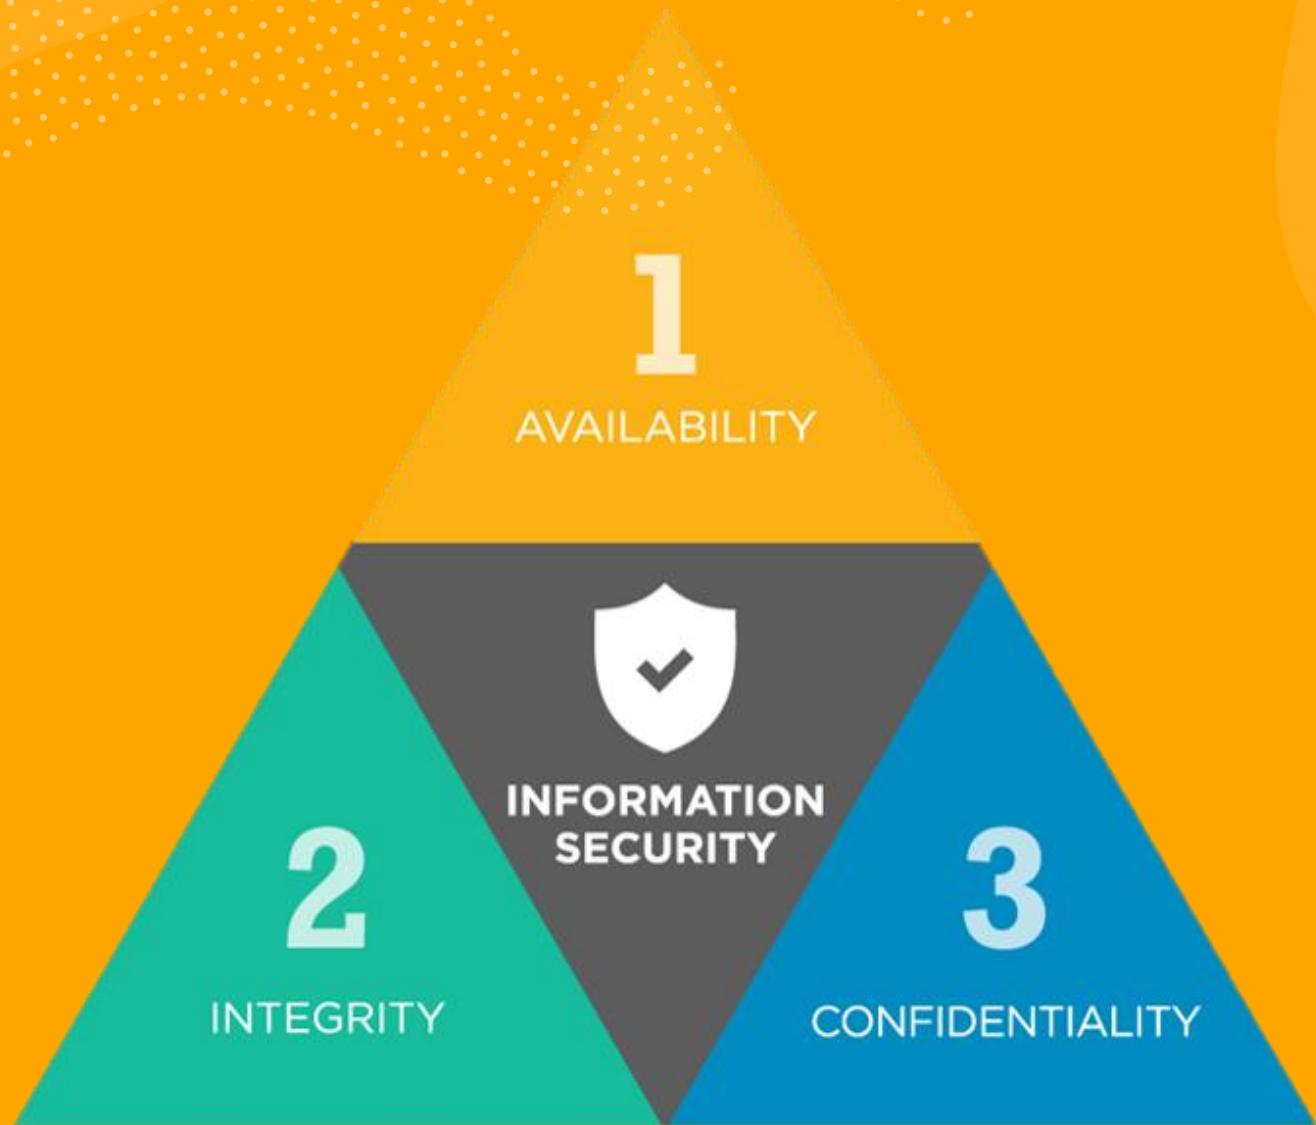 1
AVAILABILITY
INFORMATION
SECURITY
2
INTEGRITY
3
CONFIDENTIALITY